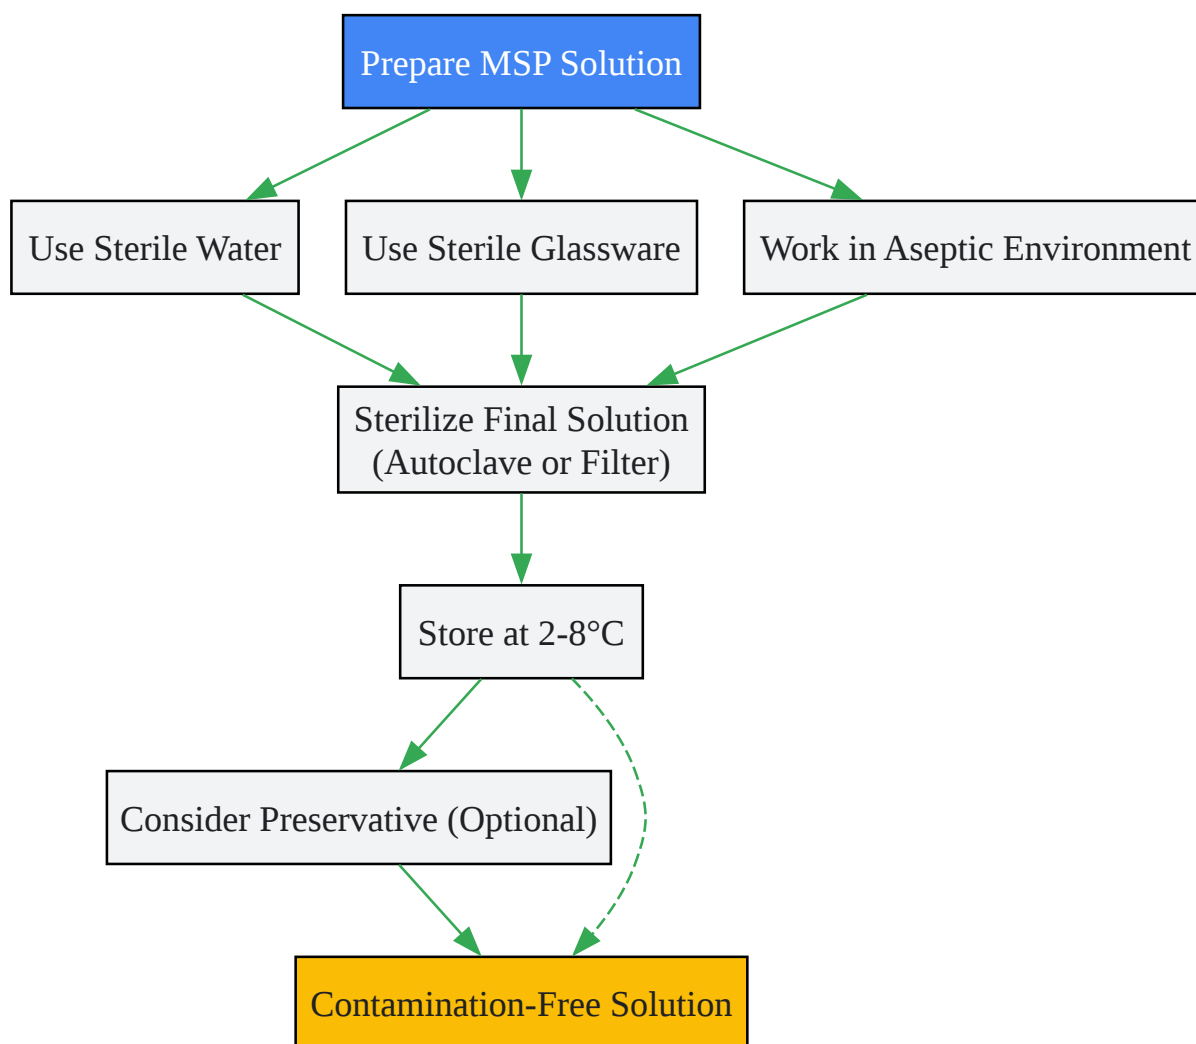 Prepare MSP Solution
Use Sterile Water
Use Sterile Glassware
Work in Aseptic Environment
Sterilize Final Solution
(Autoclave or Filter)
Store at 2-8°C
Consider Preservative (Optional)
Contamination-Free Solution